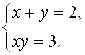 x + y = 2,
xy = 3.